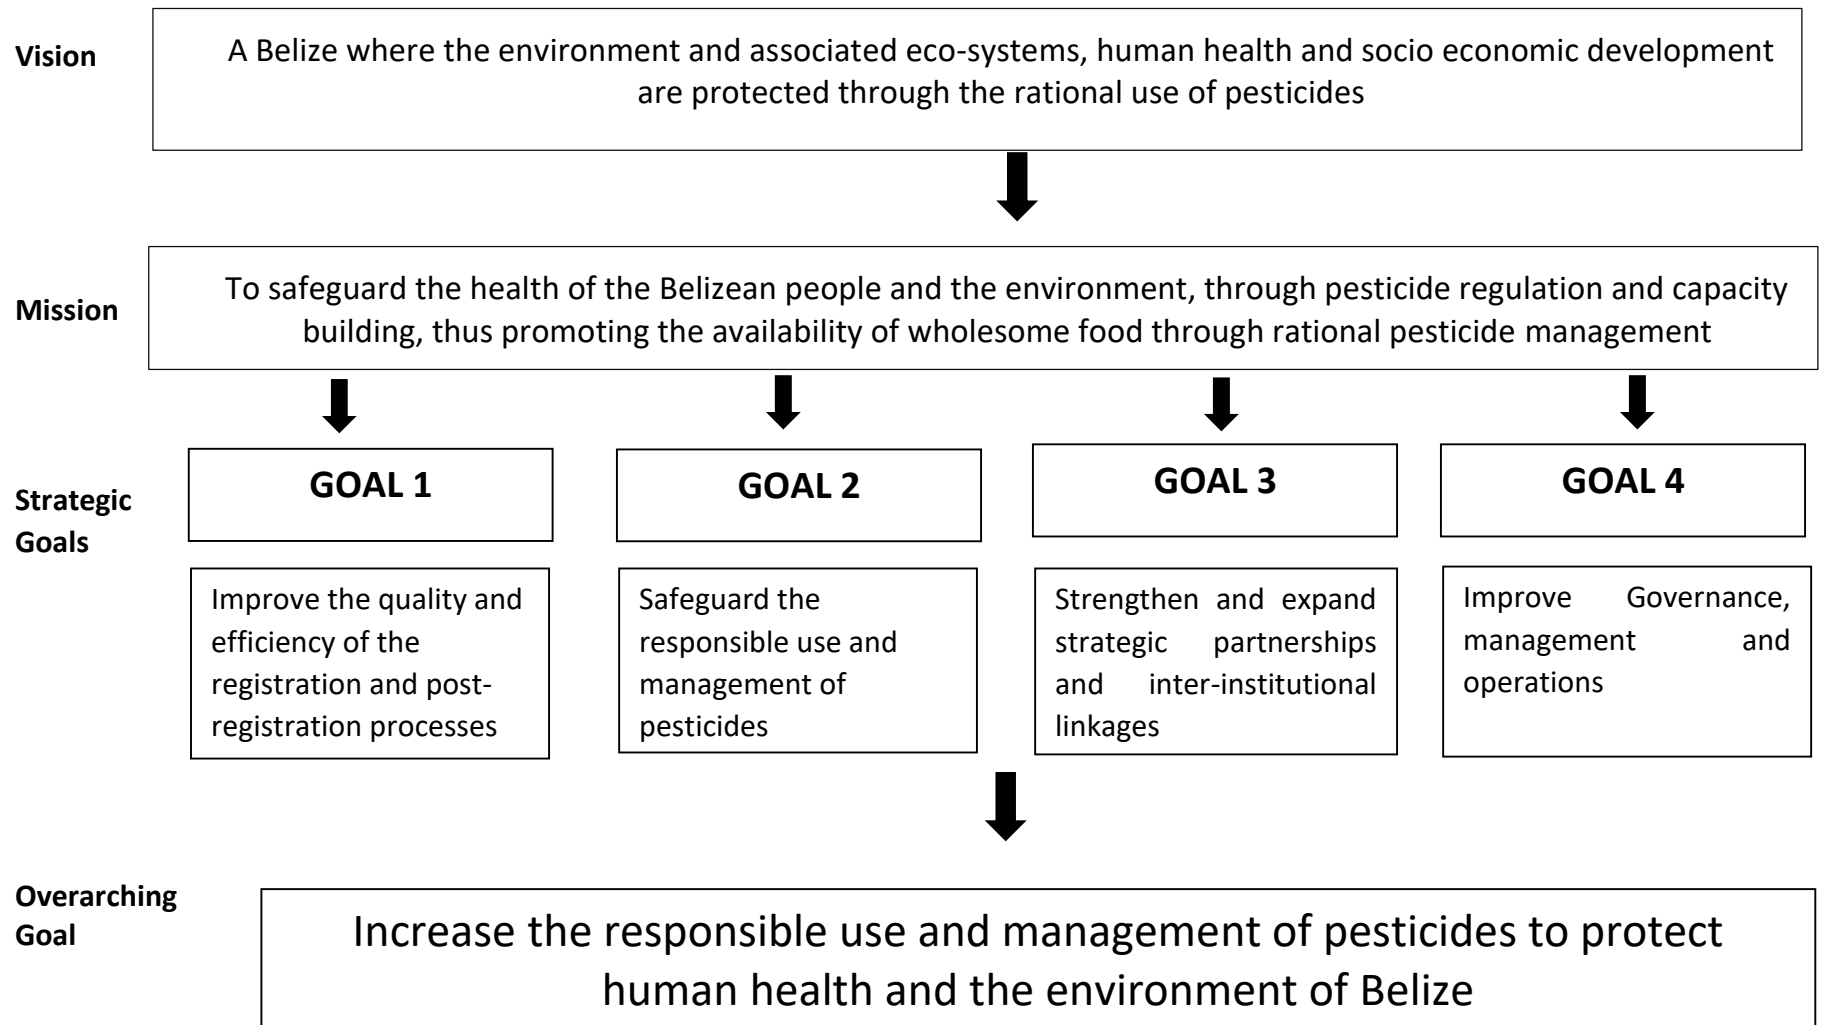 Vision
A Belize where the environment and associated eco-systems, human health and socio economic development
are protected through the rational use of pesticides
Mission
To safeguard the health of the Belizean people and the environment, through pesticide regulation and capacity
building, thus promoting the availability of wholesome food through rational pesticide management
Strategic
Goals
GOAL 1
Improve the quality and
efficiency of the
registration and post-
registration processes
GOAL 2
Safeguard the
responsible use and
management of
pesticides
GOAL 3
Strengthen and expand
strategic partnerships
and inter-institutional
linkages
GOAL 4
Improve Governance,
management and
operations
Overarching
Goal
Increase the responsible use and management of pesticides to protect
human health and the environment of Belize